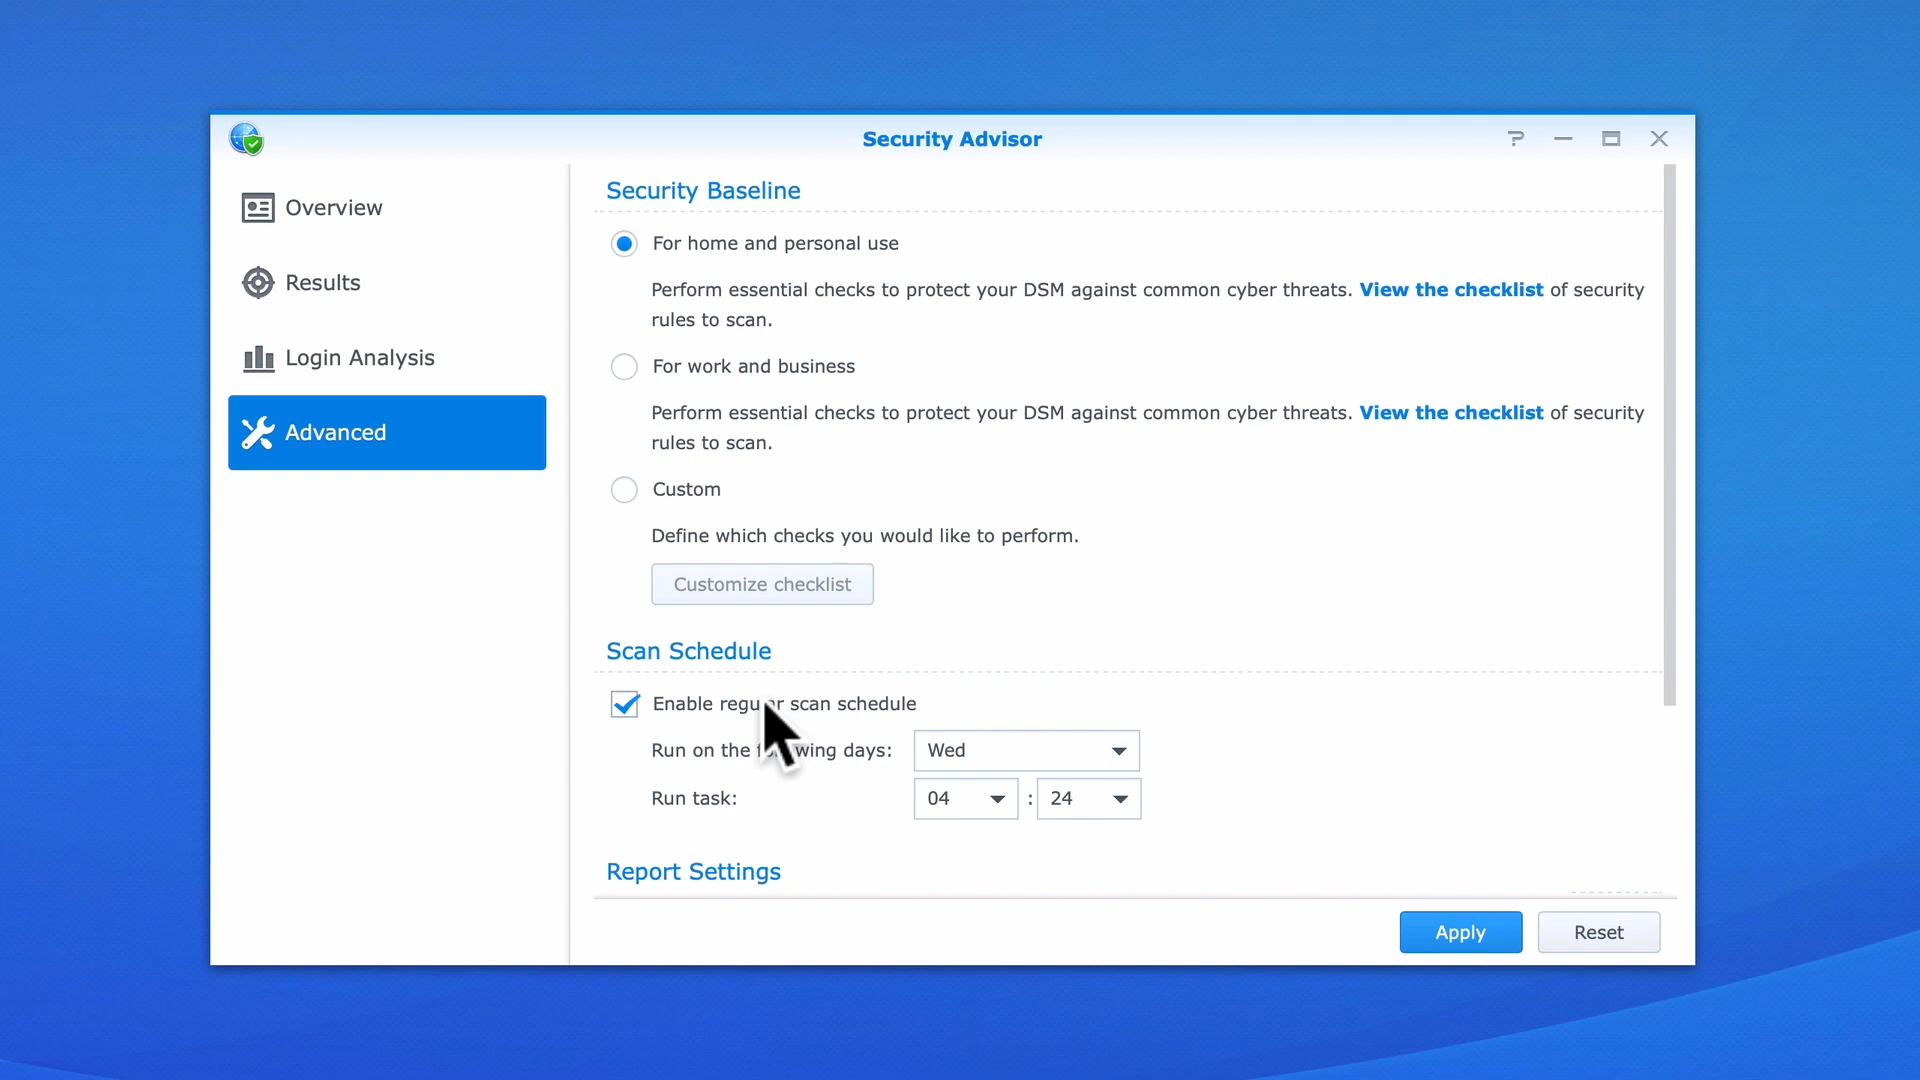 Security Advisor
Overview
Results
Login Analysis
Advanced
Security Baseline
For home and personal use
Perform essential checks to protect your DSM against common cyber threats. View the checklist of security
rules to scan.
For work and business
Perform essential checks to protect your DSM against common cyber threats. View the checklist of security
rules to scan.
Custom
Define which checks you would like to perform.
Customize checklist
Scan Schedule
Enable regular scan schedule
Run on the following days: Wed
Run task: 04 : 24
Report Settings
Apply Reset